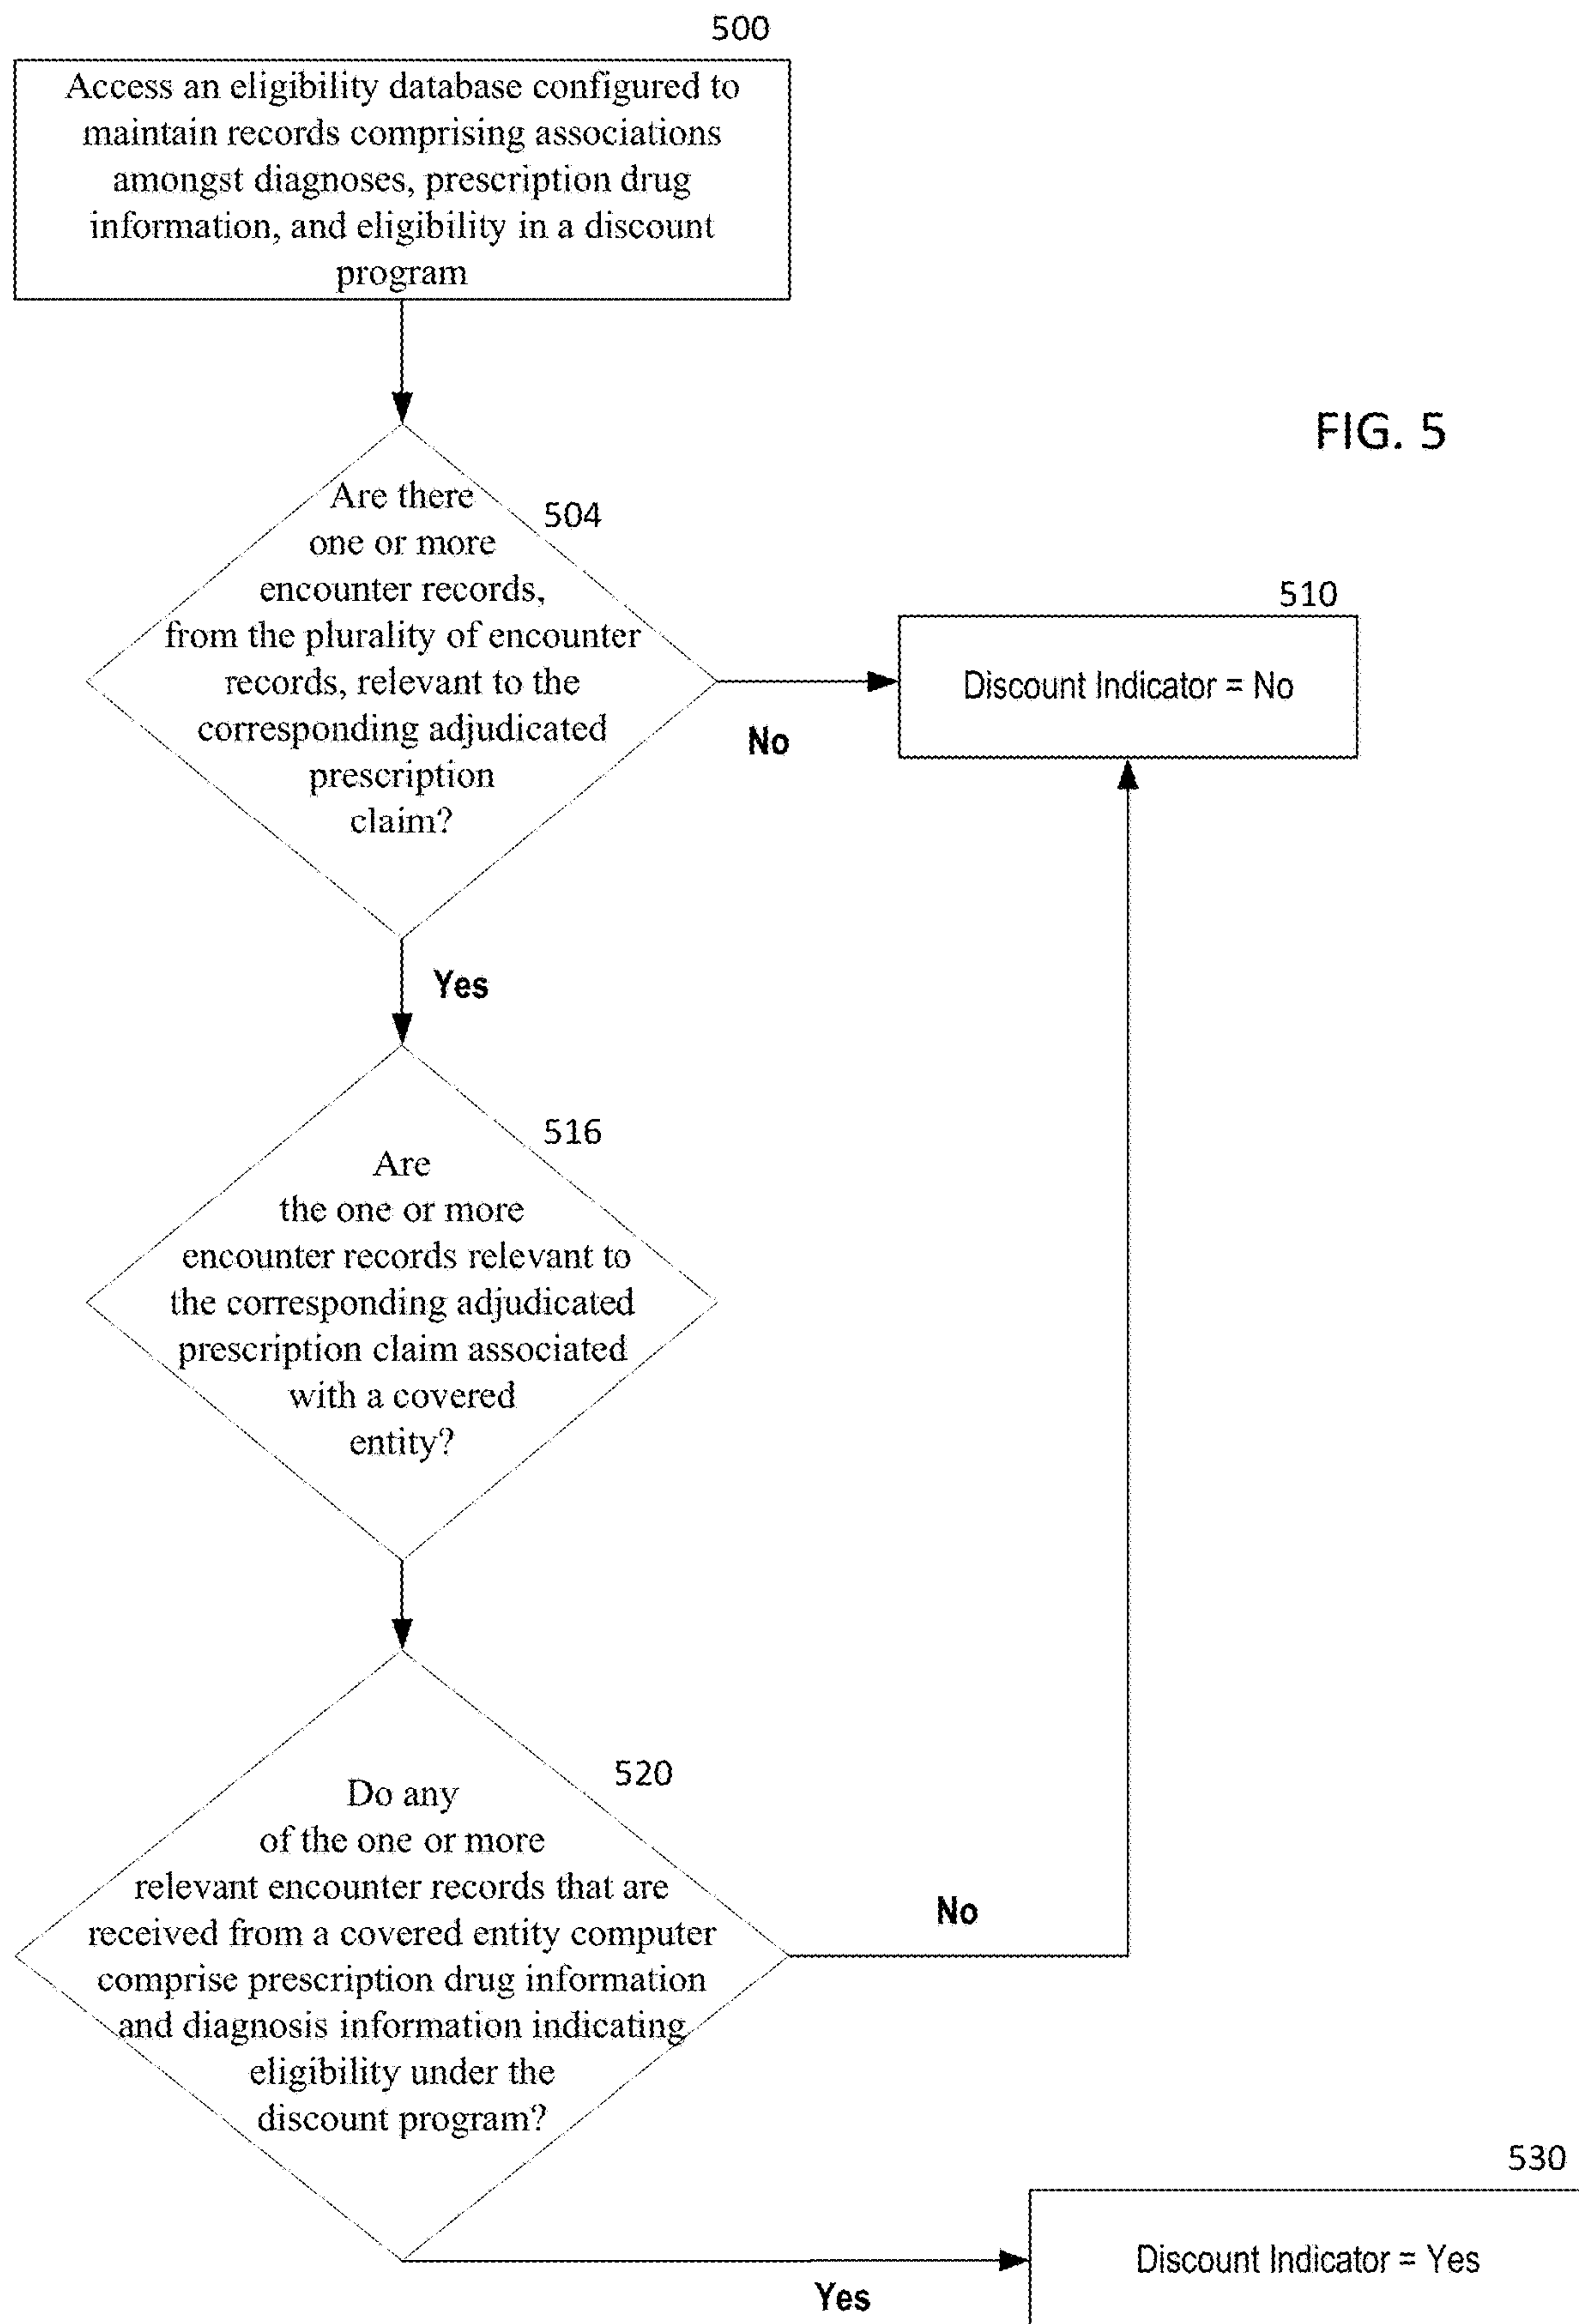 500
Access an eligibility database configured to
maintain records comprising associations
amongst diagnoses, prescription drug
information, and eligibility in a discount
program
FIG. 5
Are there
504
one or more
encounter records,
from the plurality of encounter
records, relevant to the
corresponding adjudicated
prescription
claim?
No
510
Discount Indicator = No
Yes
516
Are
the one or more
encounter records relevant to
the corresponding adjudicated
prescription claim associated
with a covered
entity?
520
Do any
of the one or more
relevant encounter records that are
received from a covered entity computer
comprise prescription drug information
and diagnosis information indicating
eligibility under the
discount program?
No
530
Discount Indicator = Yes
Yes